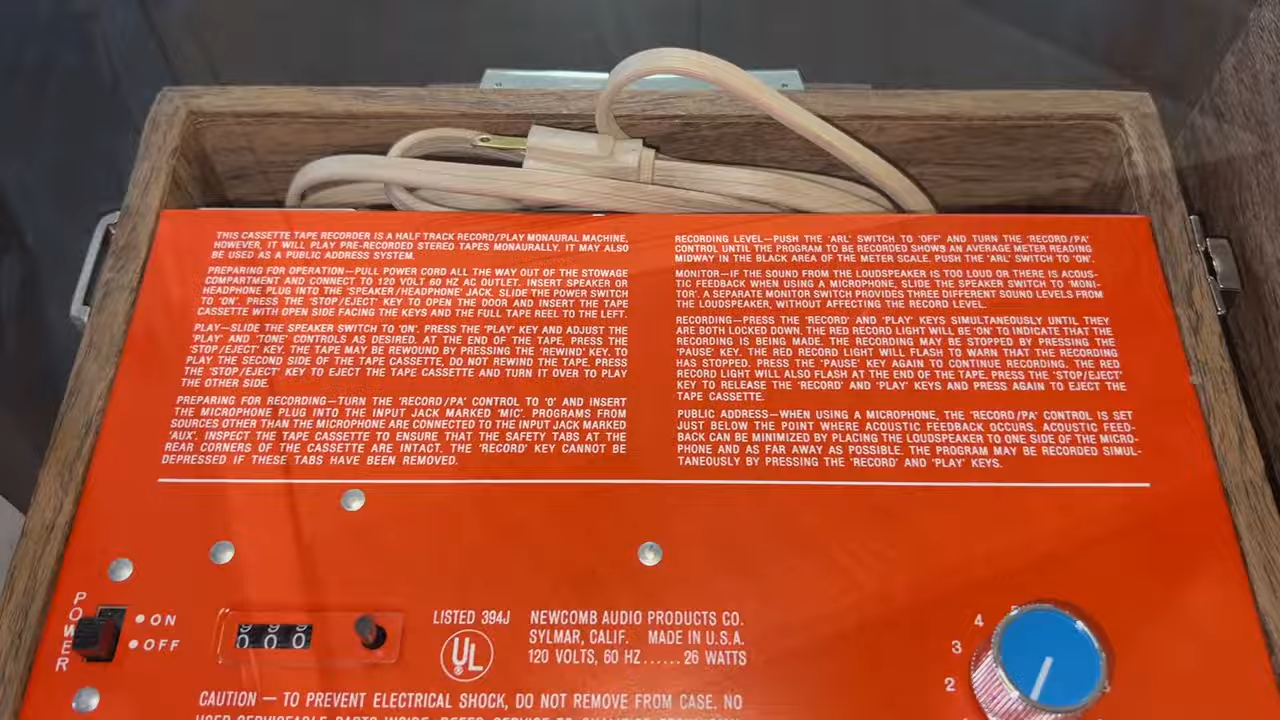 THIS CASSETTE TAPE RECORDER IS A HALF TRACK RECORD/PLAY MONAURAL MACHINE,
HOWEVER, IT WILL PLAY PRE-RECORDED STEREO TAPES MONAURALLY. IT MAY ALSO
BE USED AS A PUBLIC ADDRESS SYSTEM.
PREPARING FOR OPERATION—PULL POWER CORD ALL THE WAY OUT OF THE STOWAGE
COMPARTMENT AND CONNECT TO 120 VOLT 60 HZ AC OUTLET. INSERT SPEAKER OR
HEADPHONE PLUG INTO THE 'SPEAKER/HEADPHONE' JACK. SLIDE THE POWER SWITCH
TO 'ON'. PRESS THE 'STOP/EJECT' KEY TO OPEN THE DOOR AND INSERT THE TAPE
CASSETTE WITH OPEN SIDE FACING THE KEYS AND THE FULL TAPE REEL TO THE LEFT.
PLAY—SLIDE THE SPEAKER SWITCH TO 'ON'. PRESS THE 'PLAY' KEY AND ADJUST THE
'PLAY' AND 'TONE' CONTROLS AS DESIRED. AT THE END OF THE TAPE, PRESS THE
'STOP/EJECT' KEY. THE TAPE MAY BE REWOUND BY PRESSING THE 'REWIND' KEY. TO
PLAY THE SECOND SIDE OF THE TAPE CASSETTE, DO NOT REWIND THE TAPE. PRESS
THE 'STOP/EJECT' KEY TO EJECT THE TAPE CASSETTE AND TURN IT OVER TO PLAY
THE OTHER SIDE.
PREPARING FOR RECORDING—TURN THE 'RECORD/PA' CONTROL TO '0' AND INSERT
THE MICROPHONE PLUG INTO THE INPUT JACK MARKED 'MIC'. PROGRAMS FROM
SOURCES OTHER THAN THE MICROPHONE ARE CONNECTED TO THE INPUT JACK MARKED
'AUX'. INSPECT THE TAPE CASSETTE TO ENSURE THAT THE SAFETY TABS AT THE
REAR CORNERS OF THE CASSETTE ARE INTACT. THE 'RECORD' KEY CANNOT BE
DEPRESSED IF THESE TABS HAVE BEEN REMOVED.
RECORDING LEVEL—PUSH THE 'ARL' SWITCH TO 'OFF' AND TURN THE 'RECORD/PA'
CONTROL UNTIL THE PROGRAM TO BE RECORDED SHOWS AN AVERAGE METER READING
MIDWAY IN THE BLACK AREA OF THE METER SCALE. PUSH THE 'ARL' SWITCH TO 'ON'.
MONITOR—IF THE SOUND FROM THE LOUDSPEAKER IS TOO LOUD OR THERE IS ACOUS-
TIC FEEDBACK WHEN USING A MICROPHONE, SLIDE THE SPEAKER SWITCH TO 'MONI-
TOR'. A SEPARATE MONITOR SWITCH PROVIDES THREE DIFFERENT SOUND LEVELS FROM
THE LOUDSPEAKER, WITHOUT AFFECTING THE RECORD LEVEL.
RECORDING—PRESS THE 'RECORD' AND 'PLAY' KEYS SIMULTANEOUSLY UNTIL THEY
ARE BOTH LOCKED DOWN. THE RED RECORD LIGHT WILL BE 'ON' TO INDICATE THAT THE
RECORDING IS BEING MADE. THE RECORDING MAY BE STOPPED BY PRESSING THE
'PAUSE' KEY. THE RED RECORD LIGHT WILL FLASH TO WARN THAT THE RECORDING
HAS STOPPED. PRESS THE 'PAUSE' KEY AGAIN TO CONTINUE RECORDING. THE RED
RECORD LIGHT WILL ALSO FLASH AT THE END OF THE TAPE. PRESS THE 'STOP/EJECT'
KEY TO RELEASE THE 'RECORD' AND 'PLAY' KEYS AND PRESS AGAIN TO EJECT THE
TAPE CASSETTE.
PUBLIC ADDRESS—WHEN USING A MICROPHONE, THE 'RECORD/PA' CONTROL IS SET
JUST BELOW THE POINT WHERE ACOUSTIC FEEDBACK OCCURS. ACOUSTIC FEED-
BACK CAN BE MINIMIZED BY PLACING THE LOUDSPEAKER TO ONE SIDE OF THE MICRO-
PHONE AND AS FAR AWAY AS POSSIBLE. THE PROGRAM MAY BE RECORDED SIMUL-
TANEOUSLY BY PRESSING THE 'RECORD' AND 'PLAY' KEYS.
POWER
ON
OFF
LISTED 394J
UL
NEWCOMB AUDIO PRODUCTS CO.
SYLMAR, CALIF. MADE IN U.S.A.
120 VOLTS, 60 HZ......26 WATTS
4
3
2
CAUTION — TO PREVENT ELECTRICAL SHOCK, DO NOT REMOVE FROM CASE. NO